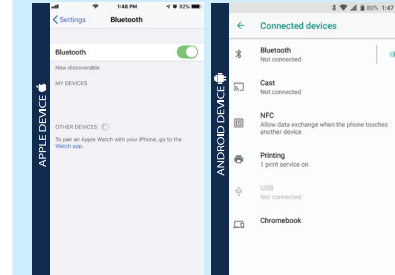 1:48 PM
92%
Settings
Bluetooth
Bluetooth
Now discoverable
MY DEVICES
OTHER DEVICES
To pair an Apple Watch with your iPhone, go to the
Watch app.
APPLE DEVICE
80% 1:47
Connected devices
Bluetooth
Not connected
Cast
Not connected
NFC
Allow data exchange when the phone touches
another device
Printing
1 print service on
USB
Not connected
Chromebook
ANDROID DEVICE